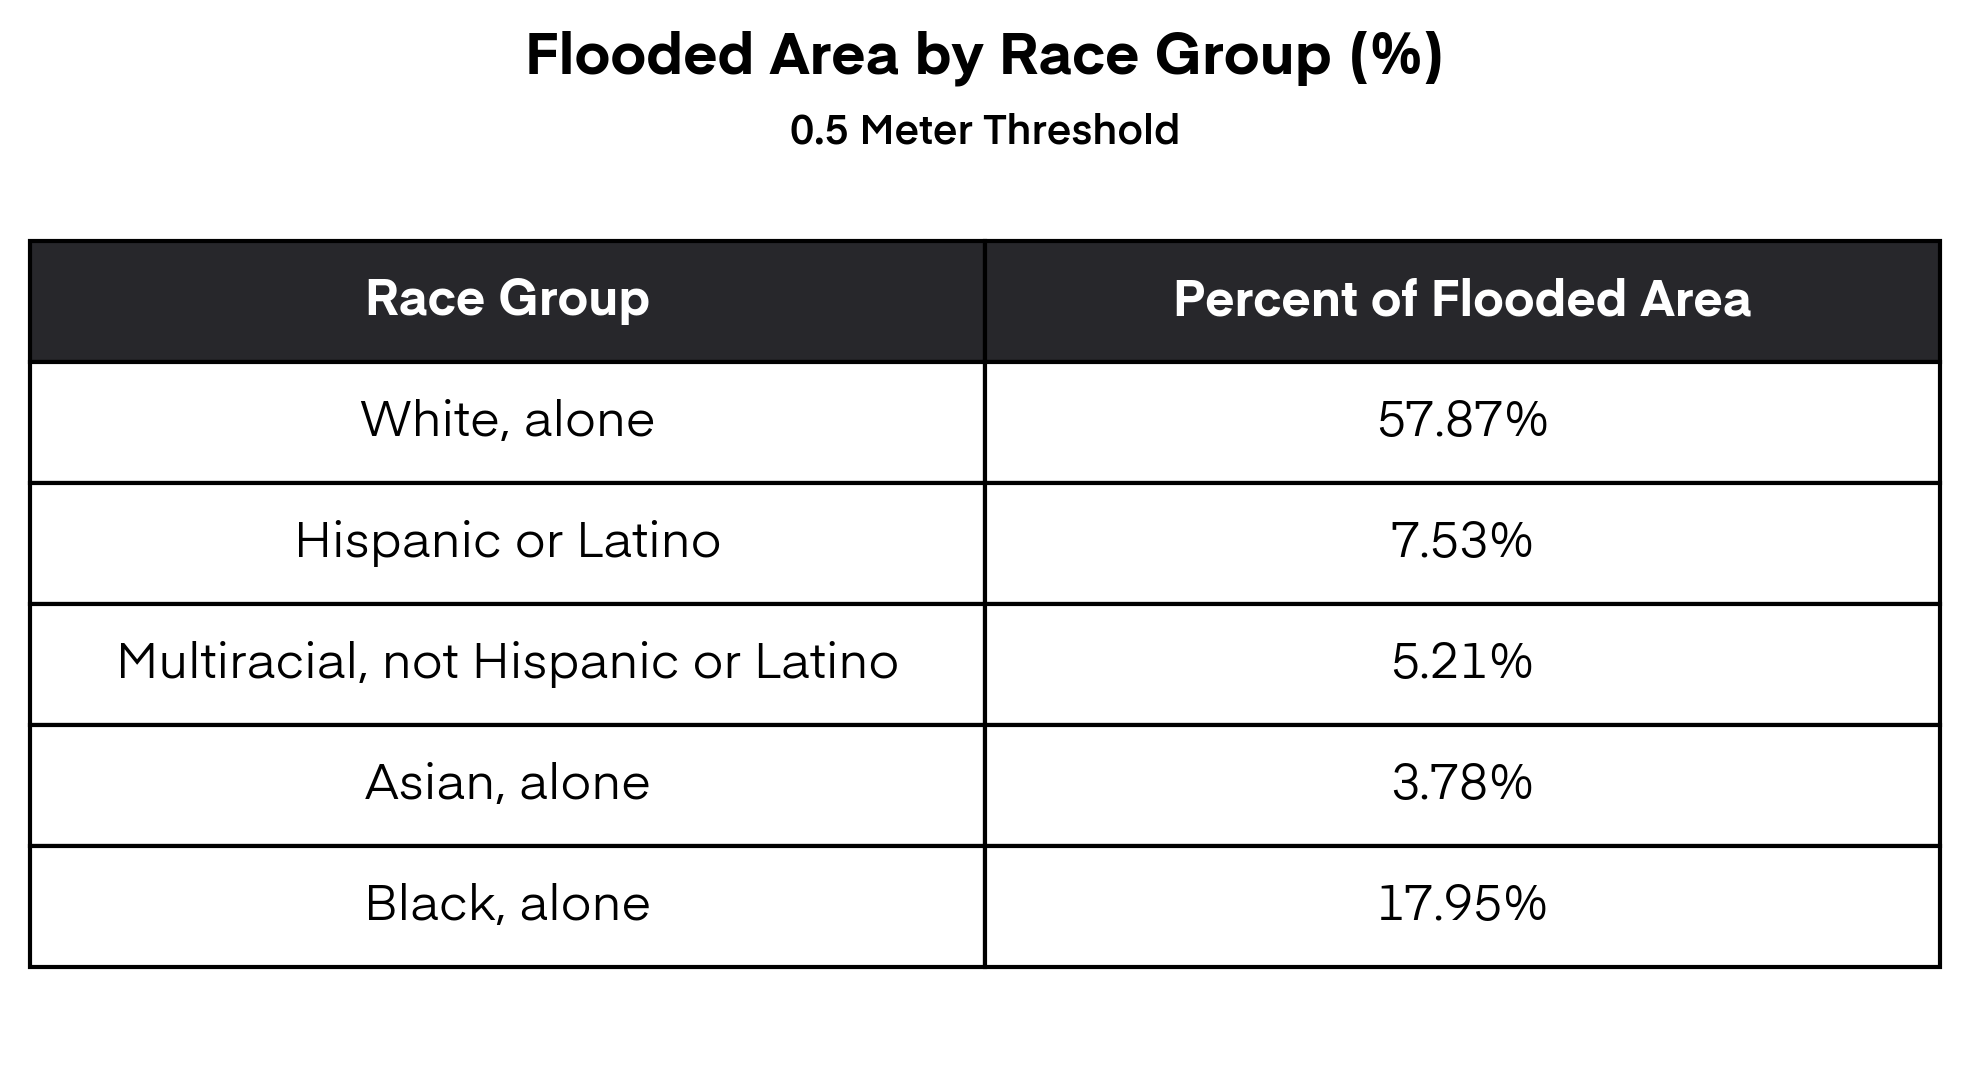 Flooded Area by Race Group (%)
0.5 Meter Threshold
Race Group Percent of Flooded Area
White, alone 57.87%
Hispanic or Latino 7.53%
Multiracial, not Hispanic or Latino 5.21%
Asian, alone 3.78%
Black, alone 17.95%